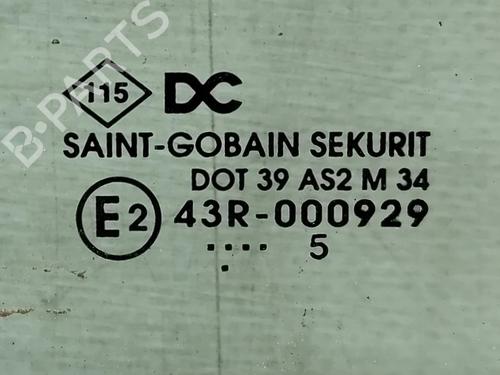 115 DC
SAINT-GOBAIN SEKURIT
DOT 39 AS2 M 34
E2 43R-000929
.... 5
..
B-PARTS